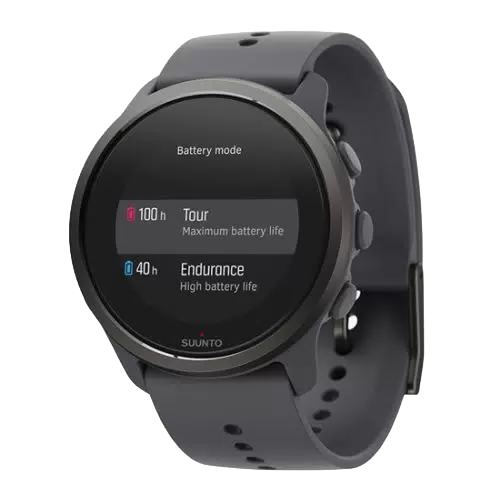 Battery mode
100 h Tour
Maximum battery life
40 h Endurance
High battery life
SUUNTO